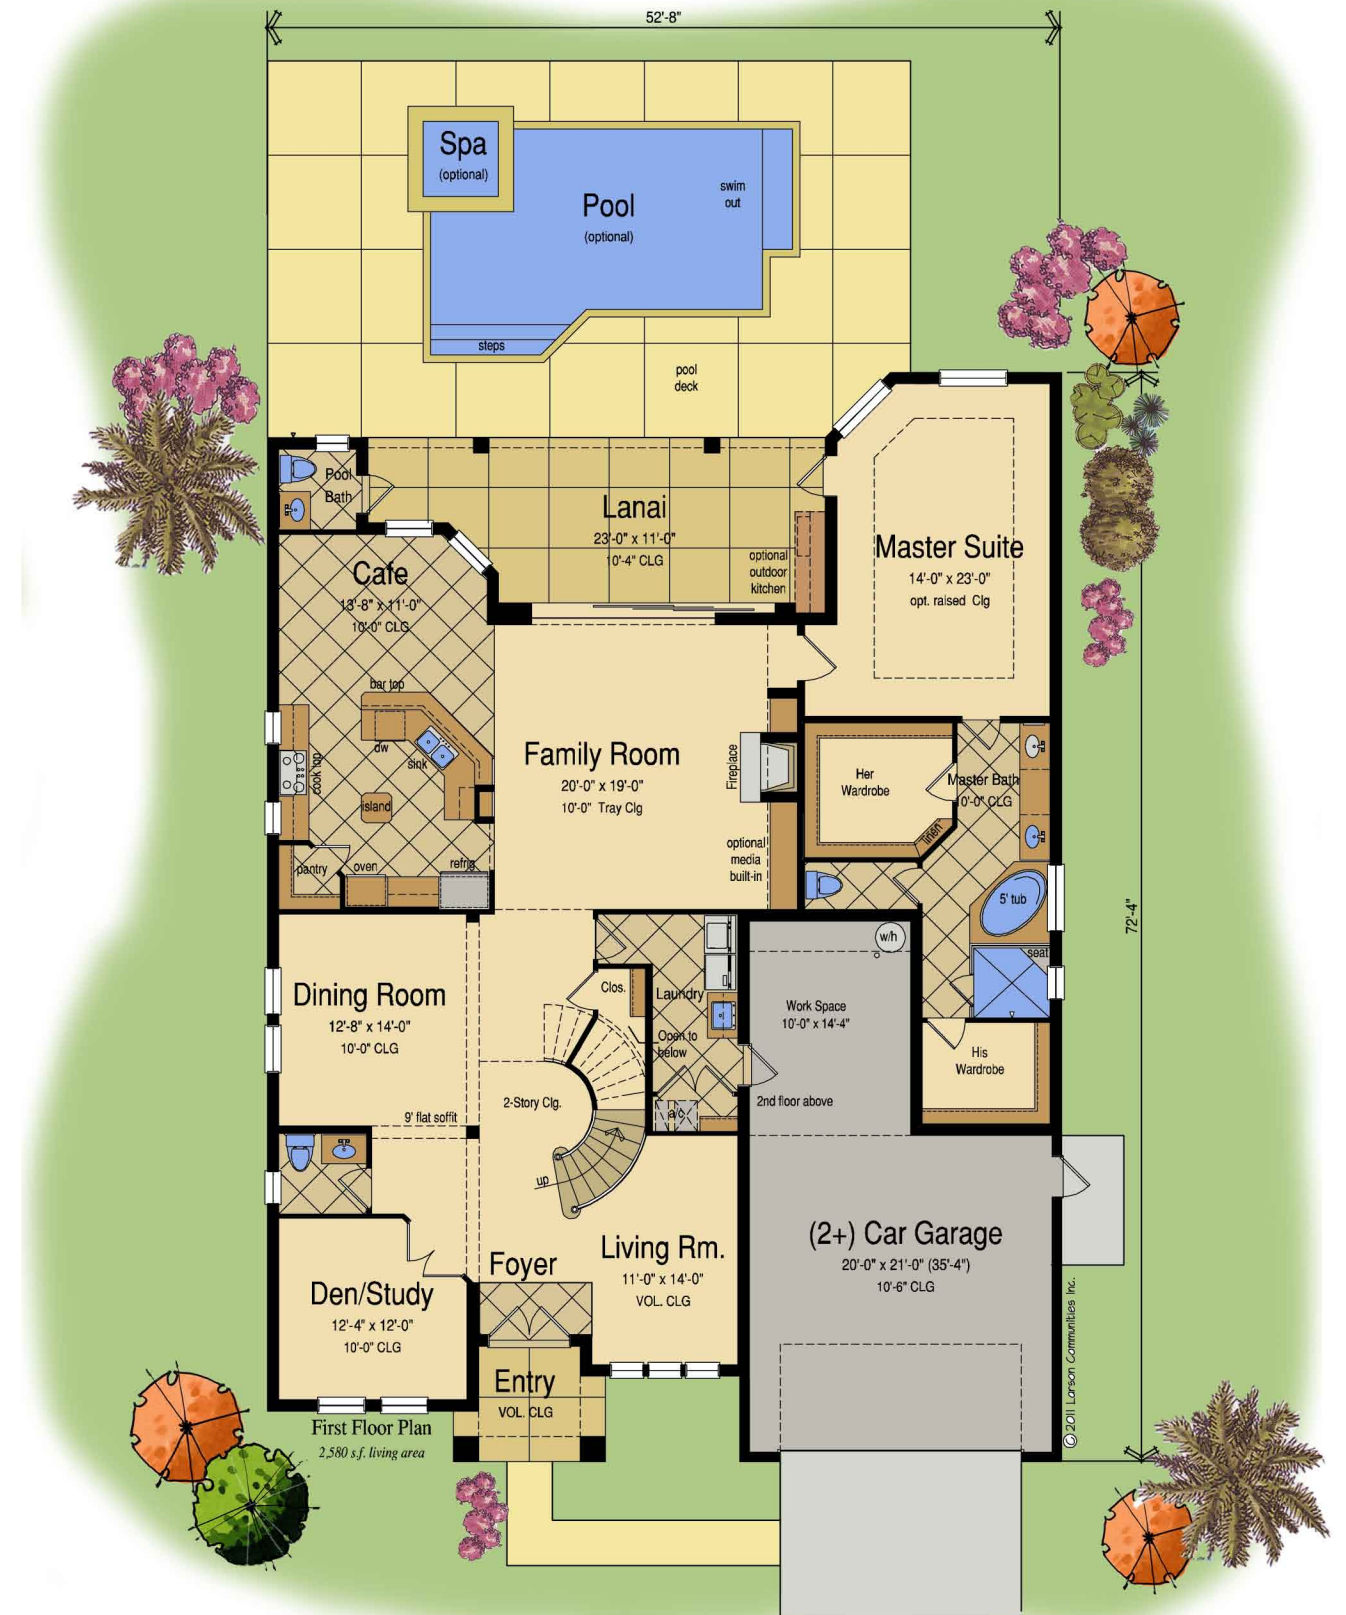 52'-8"
Spa
(optional)
Pool
(optional)
swim
out
steps
pool
deck
Pool
Bath
Lanai
23'-0" x 11'-0"
10'-4" CLG
optional
outdoor
kitchen
Master Suite
14'-0" x 23'-0"
opt. raised Clg
Cafe
13'-8" x 11'-0"
10'-0" CLG
bar top
dw
sink
cook top
island
pantry
oven
refrig
Family Room
20'-0" x 19'-0"
10'-0" Tray Clg
Fireplace
optional
media
built-in
Her
Wardrobe
Master Bath
10'-0" CLG
linen
5' tub
seat
72'-4"
w/h
Work Space
10'-0" x 14'-4"
His
Wardrobe
2nd floor above
Dining Room
12'-8" x 14'-0"
10'-0" CLG
9' flat soffit
Clos.
Laundry
Open to
below
a/c
2-Story Clg.
up
Living Rm.
11'-0" x 14'-0"
VOL. CLG
Foyer
(2+) Car Garage
20'-0" x 21'-0" (35'-4")
10'-6" CLG
Den/Study
12'-4" x 12'-0"
10'-0" CLG
Entry
VOL. CLG
First Floor Plan
2,580 s.f. living area
© 2011 Larson Communities Inc.